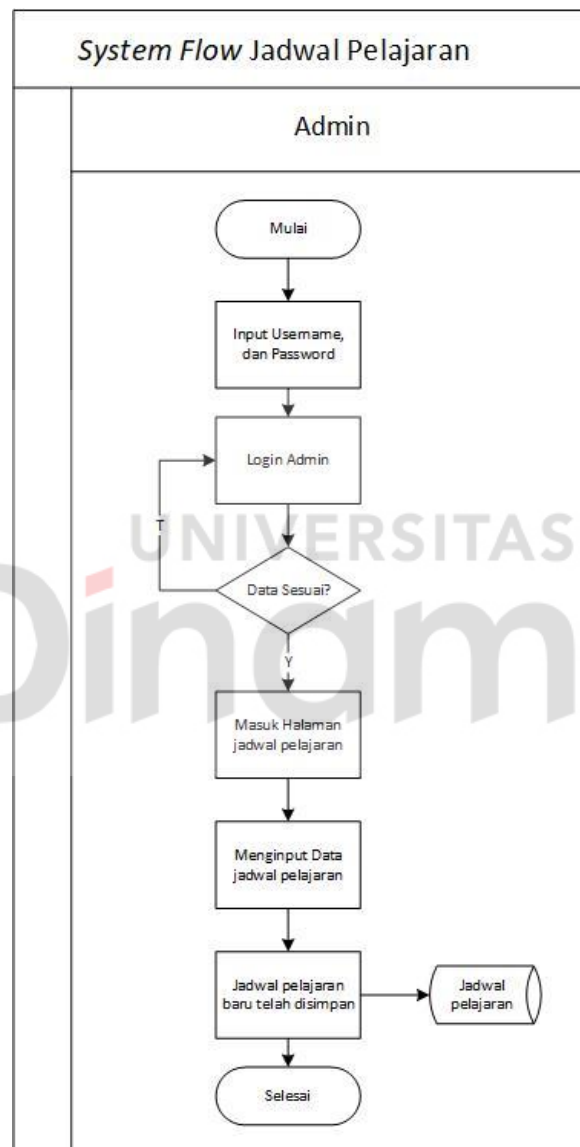 System Flow Jadwal Pelajaran
Admin
Mulai
Input Username,
dan Password
Login Admin
T
UNIVERSITAS
Data Sesuai?
Dinam
Y
Masuk Halaman
jadwal pelajaran
Menginput Data
jadwal pelajaran
Jadwal pelajaran
baru telah disimpan
Jadwal
pelajaran
Selesai